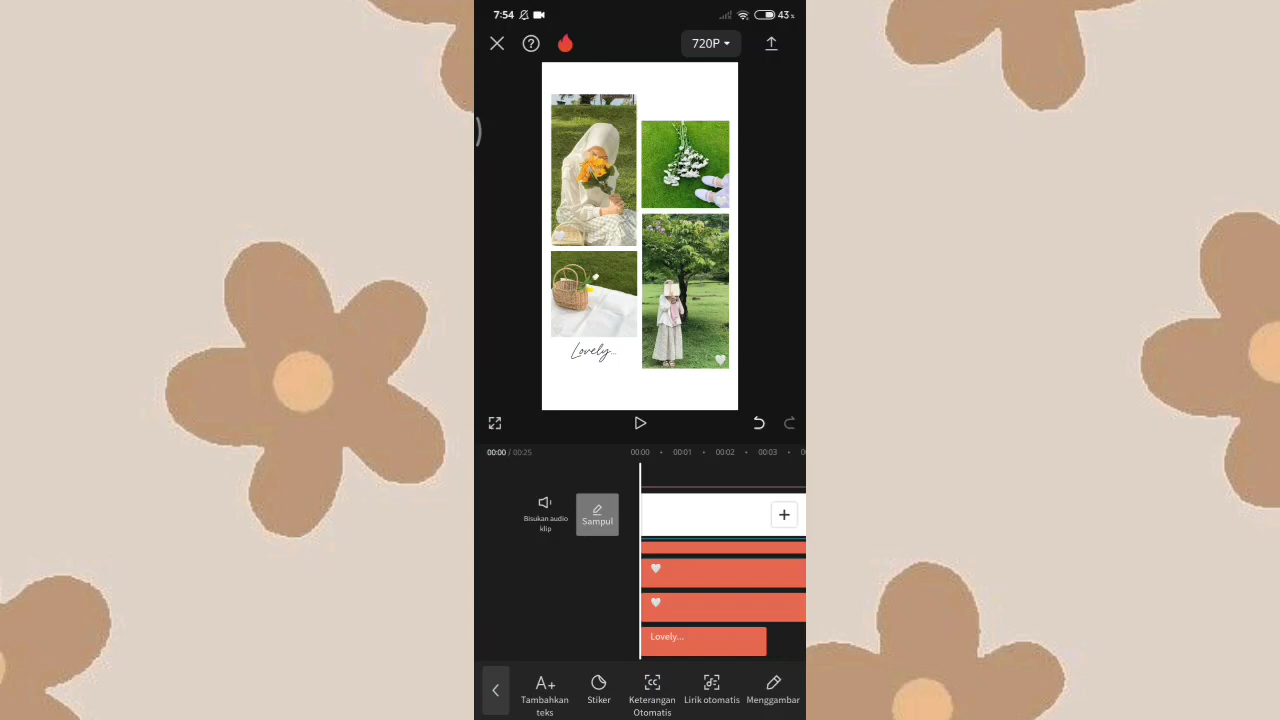 7:54
43
720P
Lovely...
00:00 / 00:25
00:00 00:01 00:02 00:03
Bisukan audio
klip
Sampul
Lovely...
Tambahkan
teks
Stiker
Keterangan
Otomatis
Lirik otomatis
Menggambar